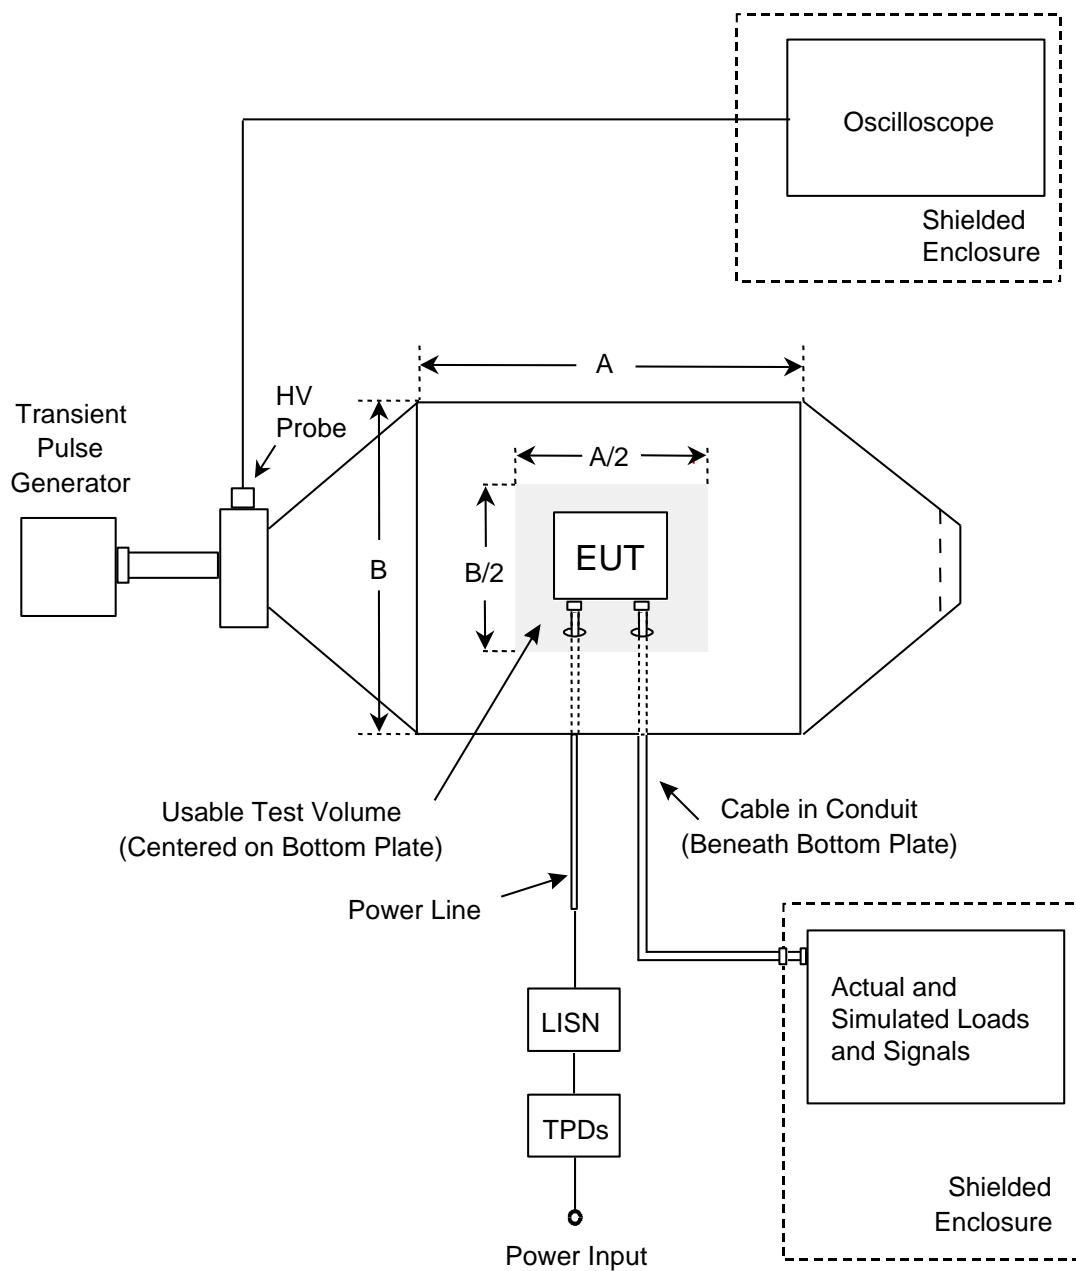 Oscilloscope
Shielded
Enclosure
A
HV
Probe
Transient
Pulse
Generator
A/2
B
B/2
EUT
Usable Test Volume
(Centered on Bottom Plate)
Cable in Conduit
(Beneath Bottom Plate)
Power Line
Actual and
Simulated Loads
and Signals
LISN
TPDs
Shielded
Enclosure
Power Input